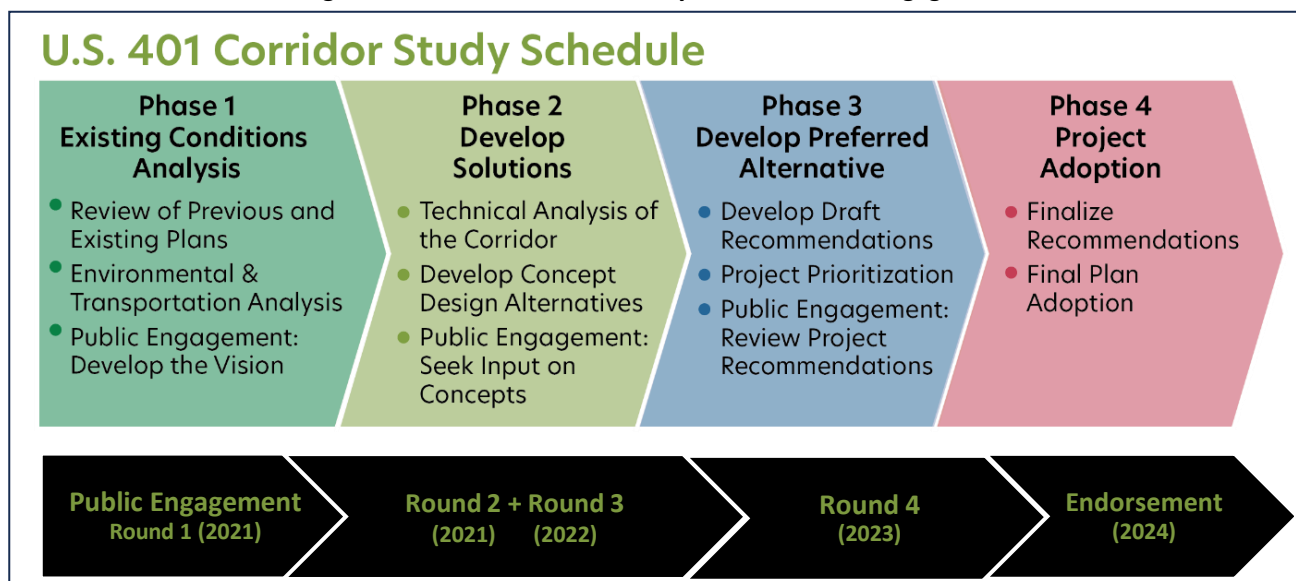 U.S. 401 Corridor Study Schedule
Phase 1
Existing Conditions
Analysis
• Review of Previous and
Existing Plans
• Environmental &
Transportation Analysis
• Public Engagement:
Develop the Vision
Phase 2
Develop
Solutions
• Technical Analysis of
the Corridor
• Develop Concept
Design Alternatives
• Public Engagement:
Seek Input on
Concepts
Phase 3
Develop Preferred
Alternative
• Develop Draft
Recommendations
• Project Prioritization
• Public Engagement:
Review Project
Recommendations
Phase 4
Project
Adoption
• Finalize
Recommendations
• Final Plan
Adoption
Public Engagement
Round 1 (2021)
Round 2 + Round 3
(2021) (2022)
Round 4
(2023)
Endorsement
(2024)